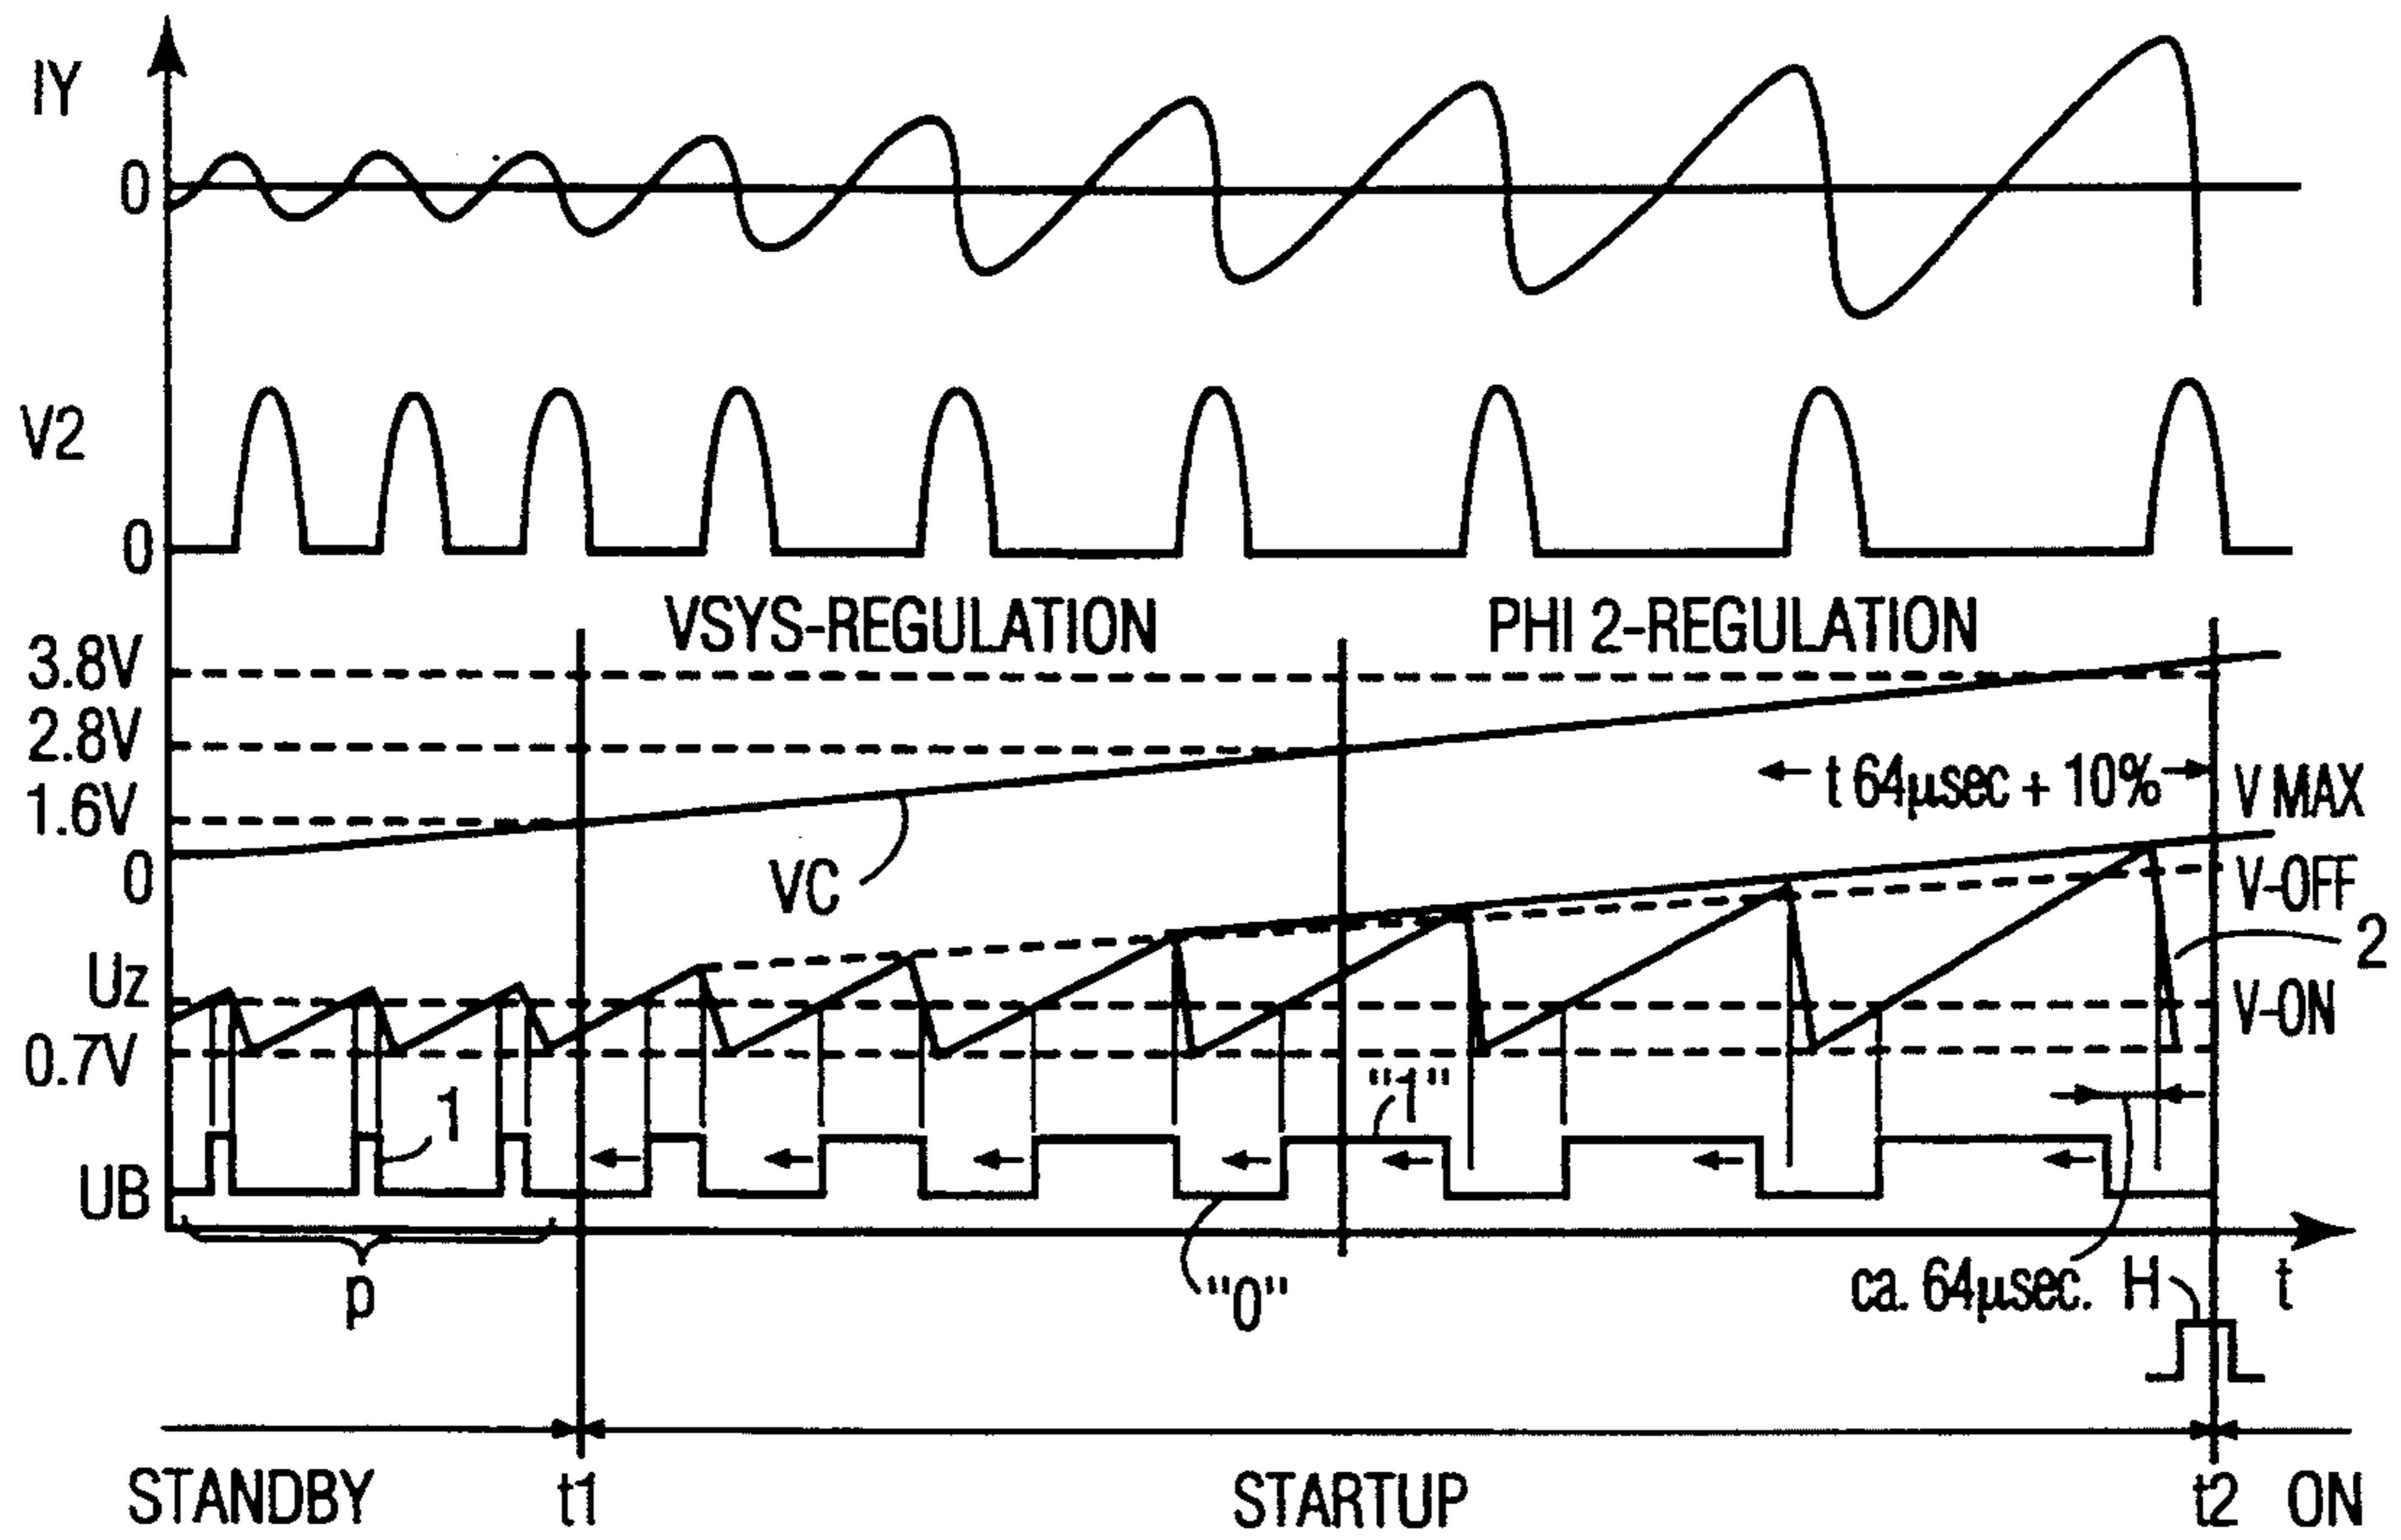 IY
0
V2
0
VSYS-REGULATION
PHI 2-REGULATION
3.8V
2.8V
1.6V
t 64µsec + 10%
V MAX
0
VC
V-OFF
2
Uz
V-ON
0.7V
"1"
1
UB
p
"0"
ca. 64µsec.
H
t
STANDBY
t1
STARTUP
t2
ON